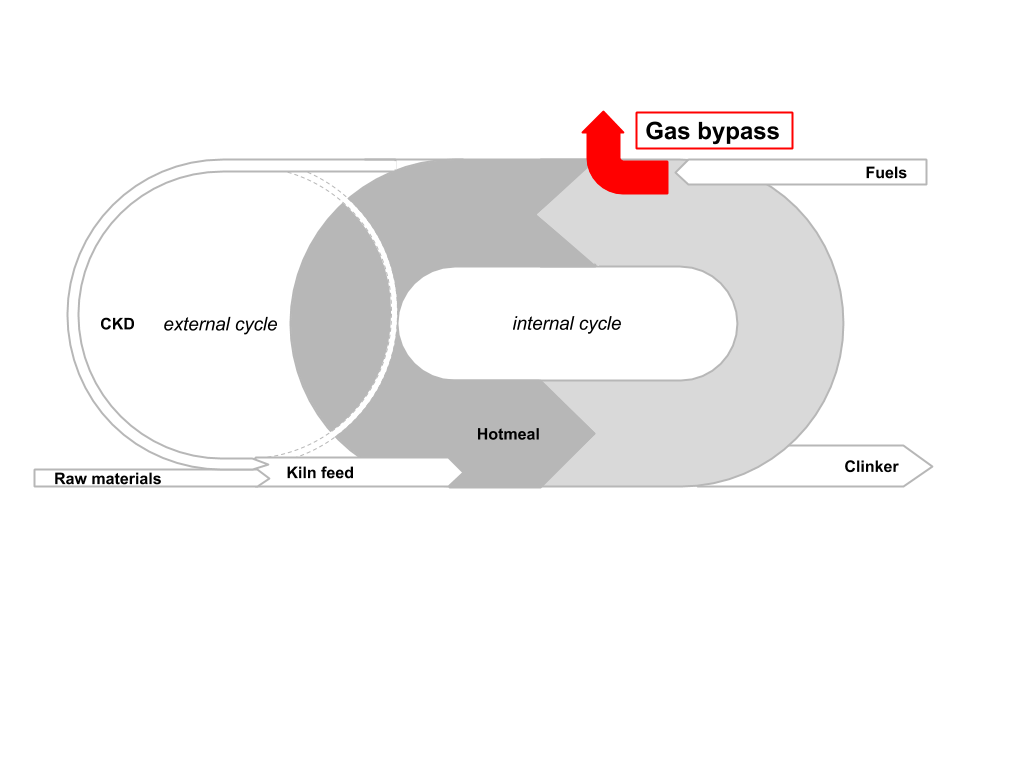 Gas bypass
Fuels
CKD
external cycle
internal cycle
Hotmeal
Clinker
Kiln feed
Raw materials